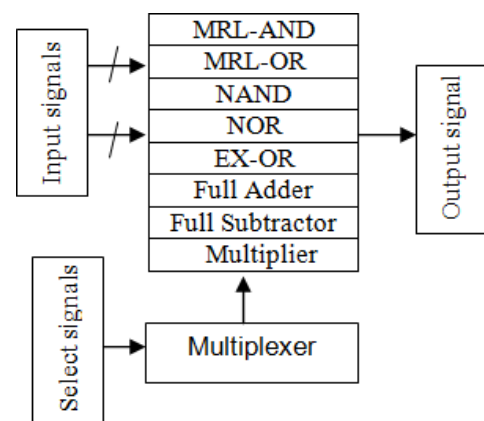 MRL-AND
MRL-OR
NAND
NOR
EX-OR
Full Adder
Full Subtractor
Multiplier
Input signals
Output signal
Select signals
Multiplexer